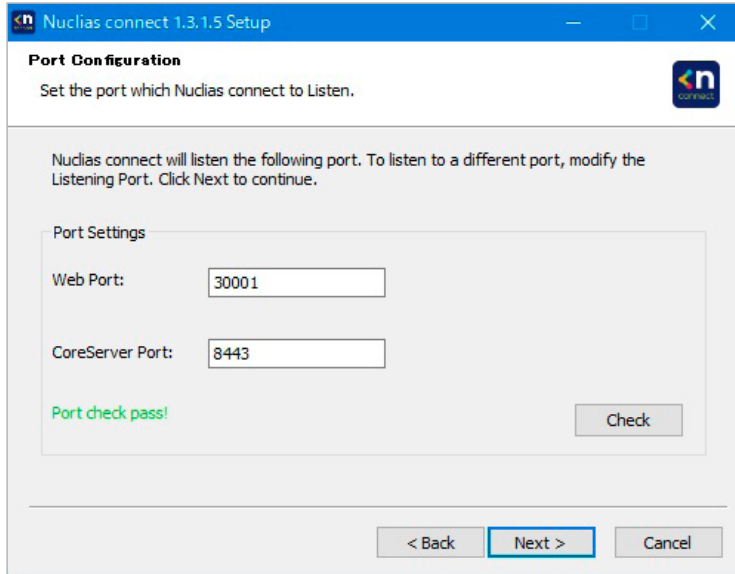 Nuclias connect 1.3.1.5 Setup
Port Configuration
Set the port which Nuclias connect to Listen.
n
connect
Nuclias connect will listen the following port. To listen to a different port, modify the
Listening Port. Click Next to continue.
Port Settings
Web Port: 30001
CoreServer Port: 8443
Port check pass!
Check
< Back Next > Cancel